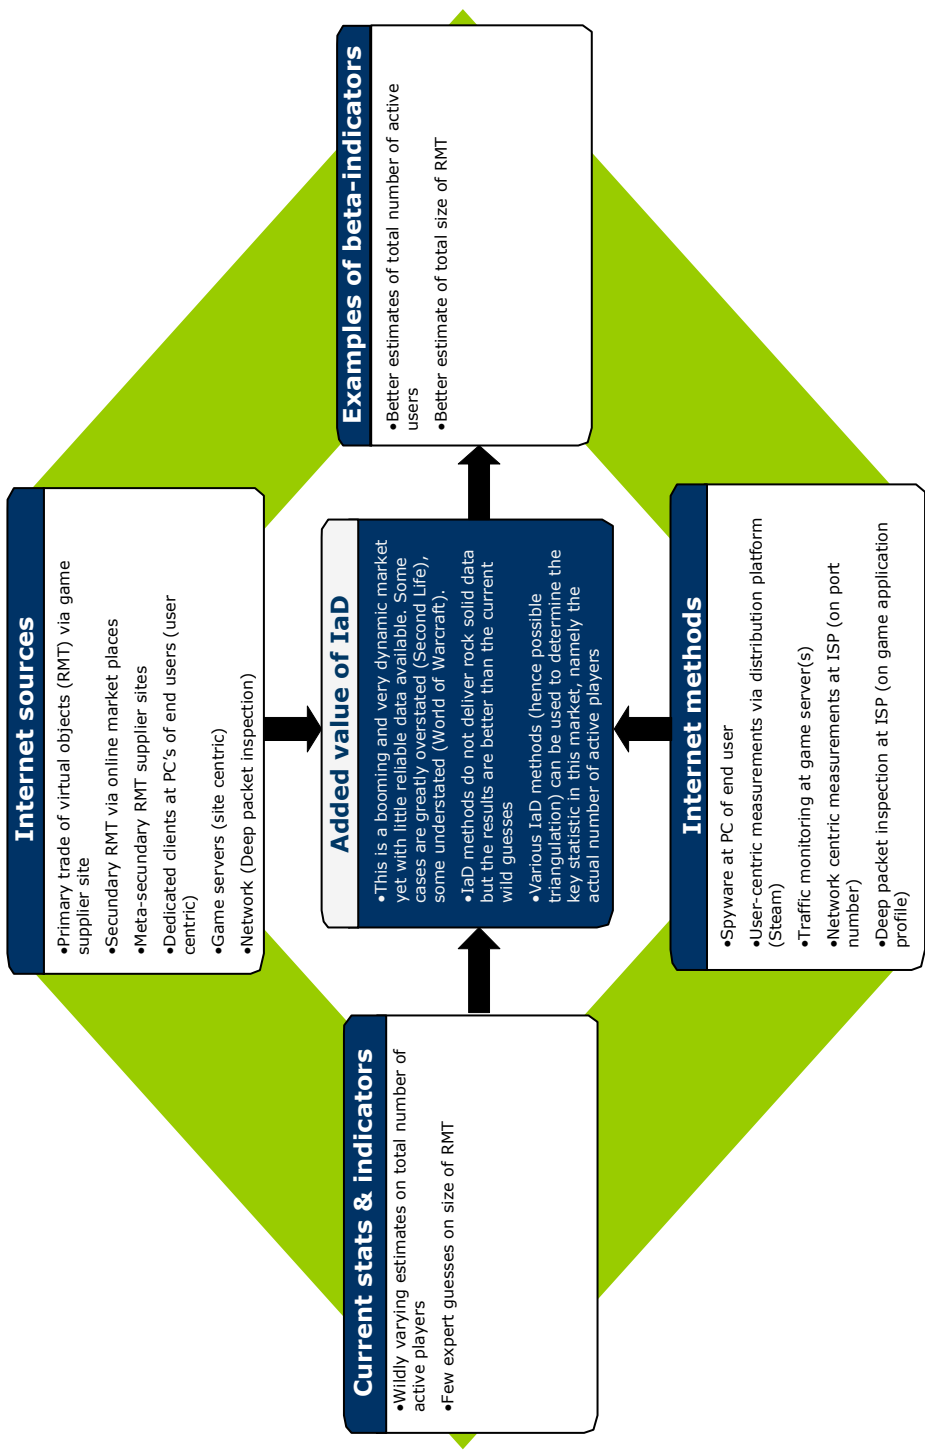 Internet sources
•Primary trade of virtual objects (RMT) via game
supplier site
•Secundary RMT via online market places
•Meta-secundary RMT supplier sites
•Dedicated clients at PC's of end users (user
centric)
•Game servers (site centric)
•Network (Deep packet inspection)
Current stats & indicators
•Wildly varying estimates on total number of
active players
•Few expert guesses on size of RMT
Added value of IaD
•This is a booming and very dynamic market
yet with little reliable data available. Some
cases are greatly overstated (Second Life),
some understated (World of Warcraft).
•IaD methods do not deliver rock solid data
but the results are better than the current
wild guesses
•Various IaD methods (hence possible
triangulation) can be used to determine the
key statistic in this market, namely the
actual number of active players
Examples of beta-indicators
•Better estimates of total number of active
users
•Better estimate of total size of RMT
Internet methods
•Spyware at PC of end user
•User-centric measurements via distribution platform
(Steam)
•Traffic monitoring at game server(s)
•Network centric measurements at ISP (on port
number)
•Deep packet inspection at ISP (on game application
profile)